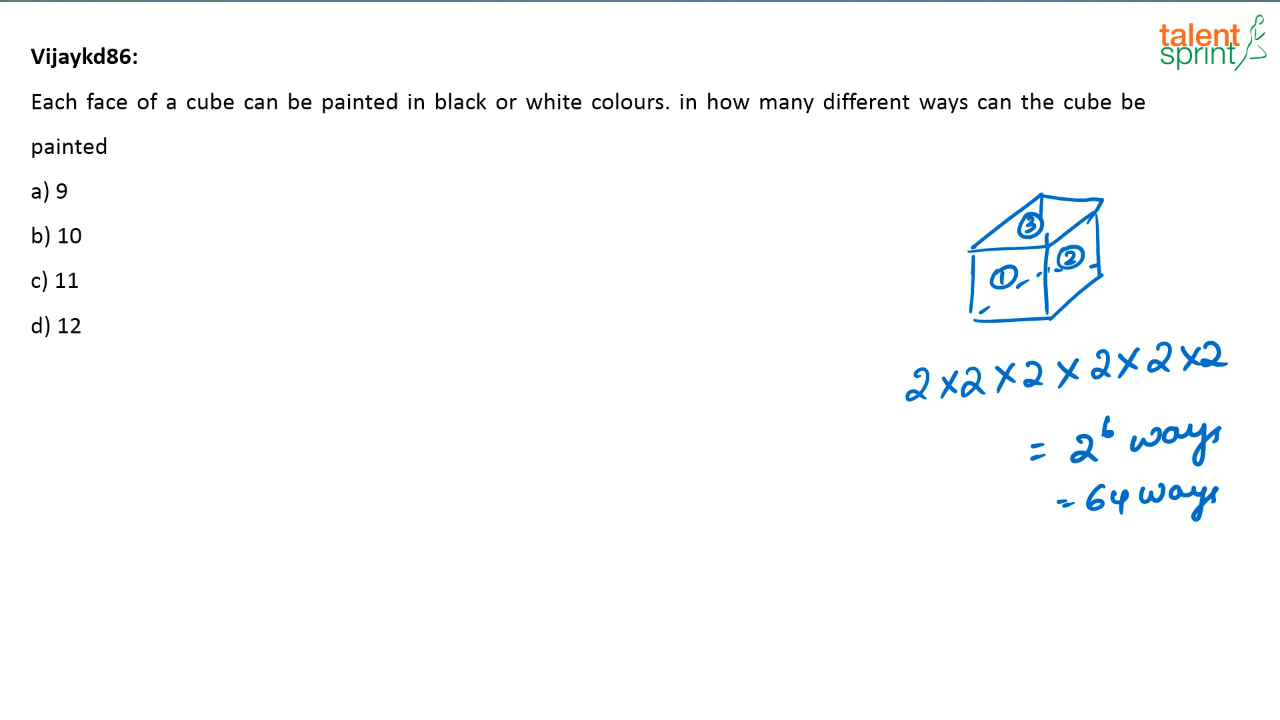 talent
sprint
Vijaykd86:
Each face of a cube can be painted in black or white colours. in how many different ways can the cube be
painted
a) 9
b) 10
c) 11
d) 12
③
① ②
2 × 2 × 2 × 2 × 2 × 2
= 2⁶ ways
= 64 ways